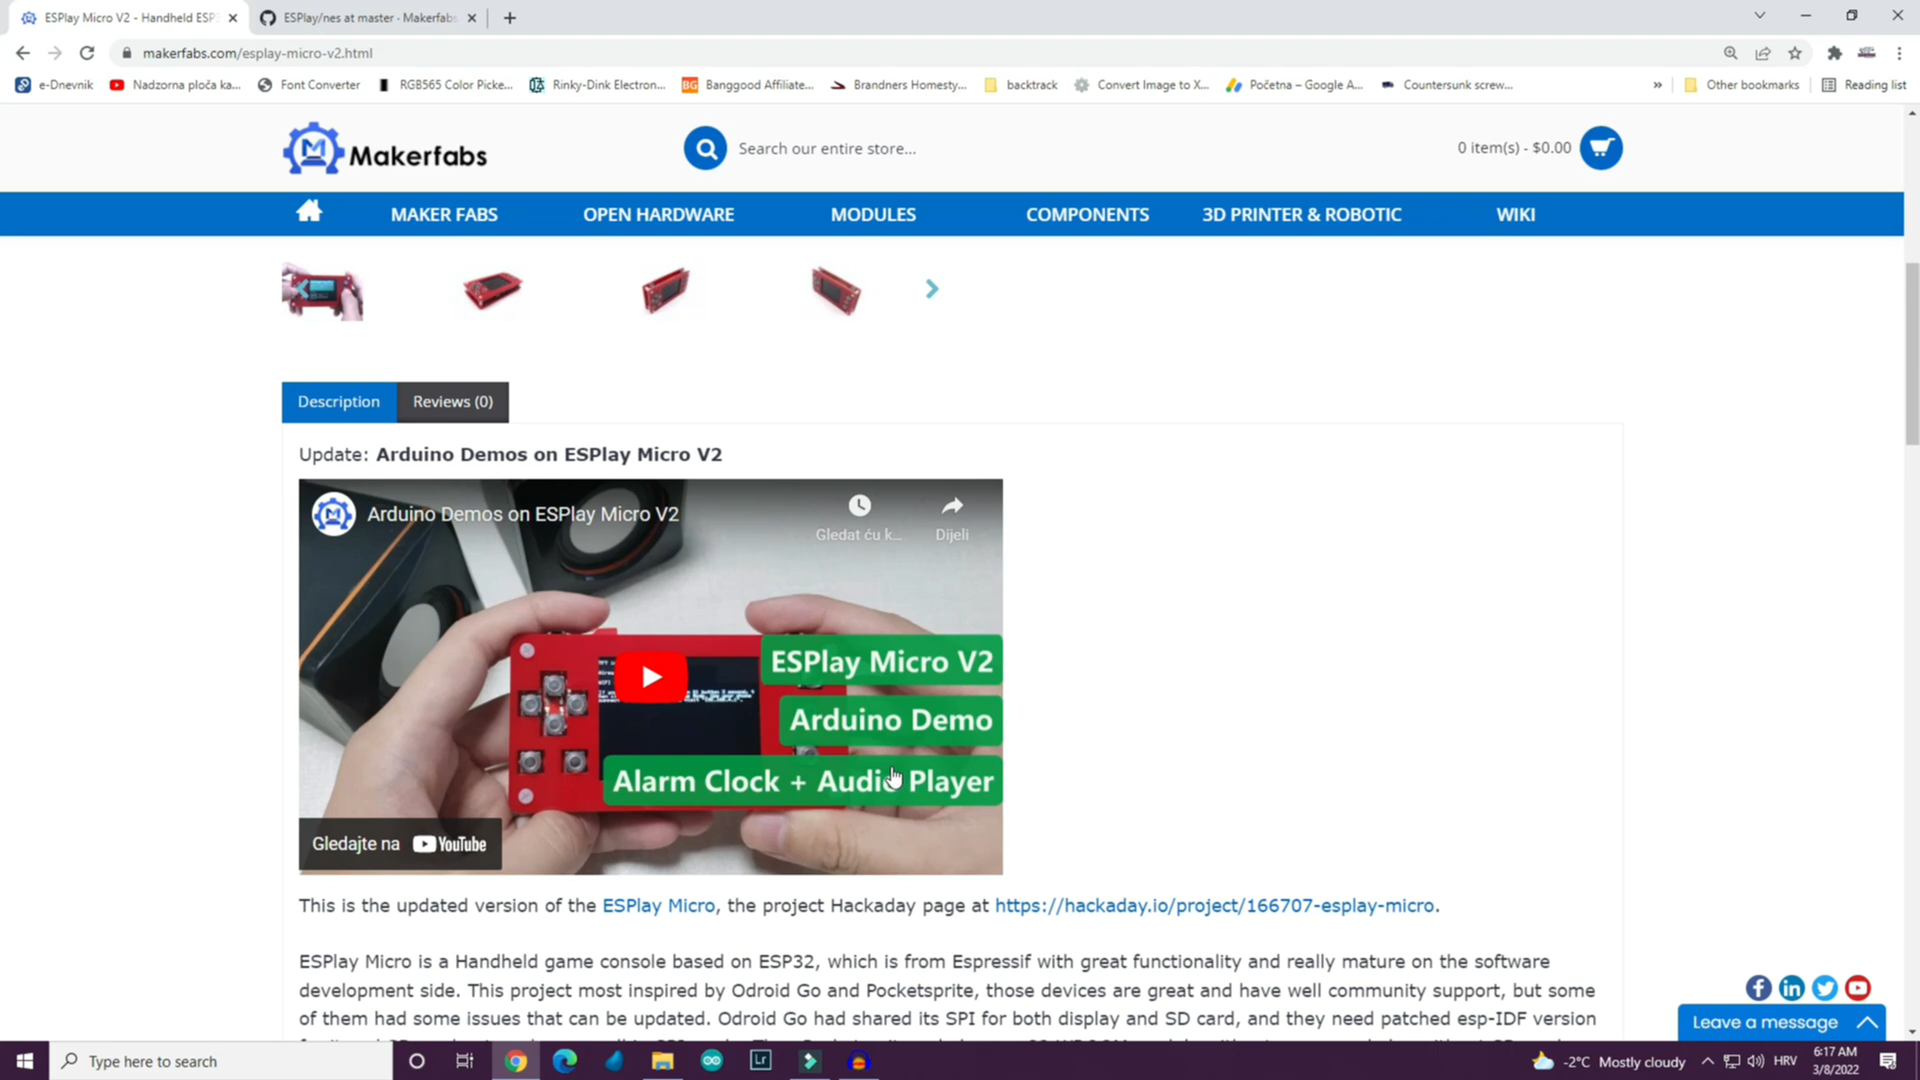 ESPlay Micro V2 - Handheld ESP3
ESPlay/nes at master · Makerfabs
makerfabs.com/esplay-micro-v2.html
e-Dnevnik
Nadzorna ploča ka...
Font Converter
RGB565 Color Picke...
Rinky-Dink Electron...
BG
Banggood Affiliate...
Brandners Homesty...
backtrack
Convert Image to X...
Početna – Google A...
Countersunk screw...
»
Other bookmarks
Reading list
Makerfabs
Search our entire store...
0 item(s) - $0.00
MAKER FABS
OPEN HARDWARE
MODULES
COMPONENTS
3D PRINTER & ROBOTIC
WIKI
Description
Reviews (0)
Update: Arduino Demos on ESPlay Micro V2
Arduino Demos on ESPlay Micro V2
Gledat ću k...
Dijeli
ESPlay Micro V2
Arduino Demo
Alarm Clock + Audio Player
Gledajte na YouTube
This is the updated version of the ESPlay Micro, the project Hackaday page at https://hackaday.io/project/166707-esplay-micro.
ESPlay Micro is a Handheld game console based on ESP32, which is from Espressif with great functionality and really mature on the software
development side. This project most inspired by Odroid Go and Pocketsprite, those devices are great and have well community support, but some
of them had some issues that can be updated. Odroid Go had shared its SPI for both display and SD card, and they need patched esp-IDF version
Leave a message
Type here to search
Lr
-2°C Mostly cloudy
HRV
6:17 AM
3/8/2022